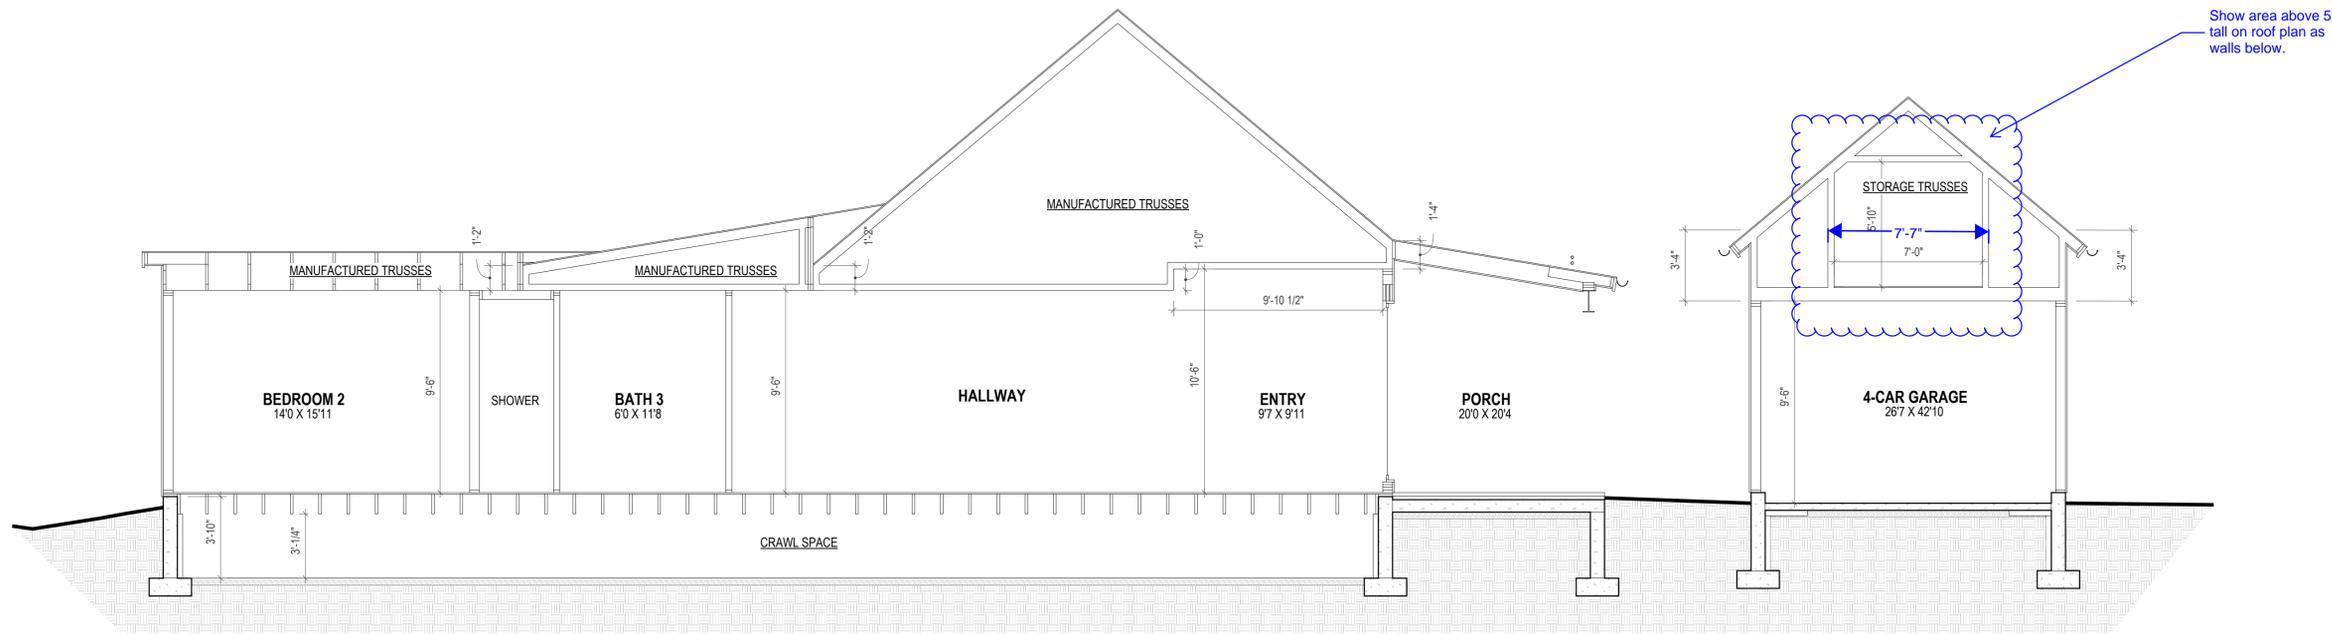 Show area above 5
tall on roof plan as
walls below.
MANUFACTURED TRUSSES
STORAGE TRUSSES
1'-4"
1'-2"
1'-2"
1'-0"
5'-10"
7'-7"
7'-0"
3'-4"
3'-4"
MANUFACTURED TRUSSES
MANUFACTURED TRUSSES
9'-10 1/2"
9'-6"
9'-6"
10'-6"
9'-6"
BEDROOM 2
14'0 X 15'11
SHOWER
BATH 3
6'0 X 11'8
HALLWAY
ENTRY
9'7 X 9'11
PORCH
20'0 X 20'4
4-CAR GARAGE
26'7 X 42'10
3'-10"
3'-1/4"
CRAWL SPACE